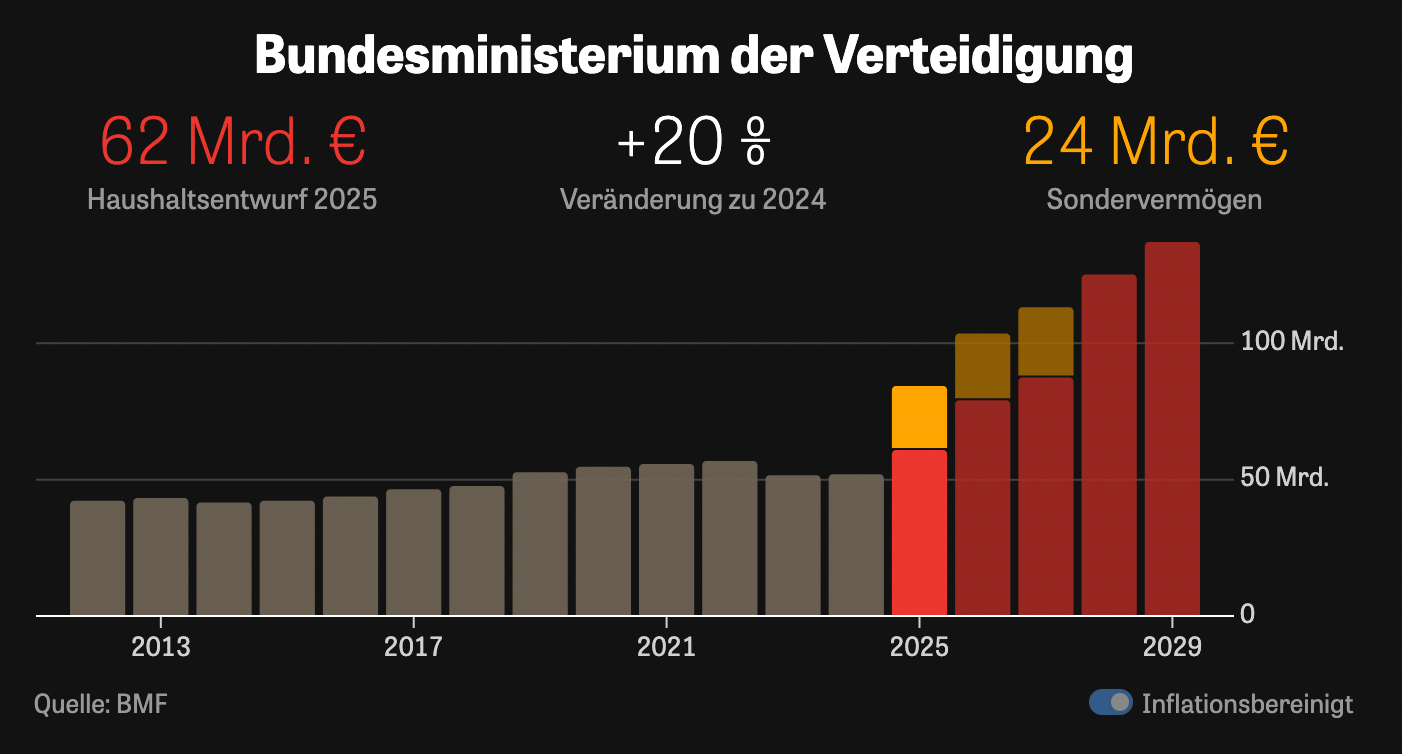 Bundesministerium der Verteidigung
62 Mrd. €
Haushaltsentwurf 2025
+20 %
Veränderung zu 2024
24 Mrd. €
Sondervermögen
100 Mrd.
50 Mrd.
0
2013 2017 2021 2025 2029
Quelle: BMF
Inflationsbereinigt